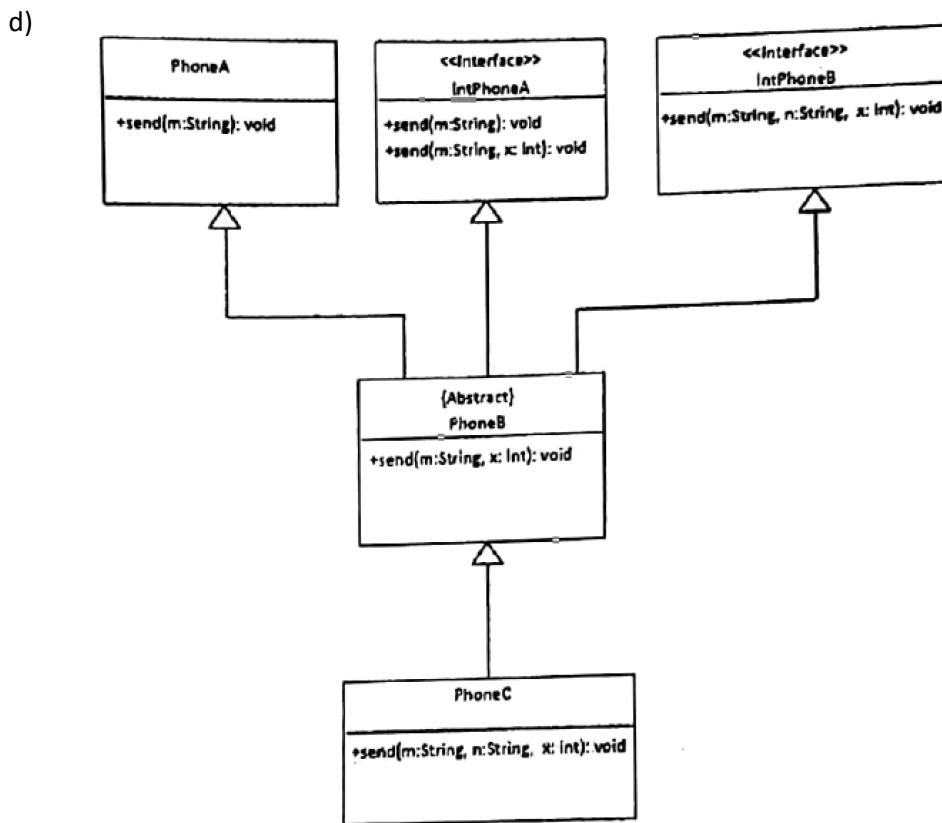 d)
PhoneA
+send(m:String): void
<<Interface>>
IntPhoneA
+send(m:String): void
+send(m:String, x: Int): void
<<Interface>>
IntPhoneB
+send(m:String, n:String, x: Int): void
{Abstract}
PhoneB
+send(m:String, x: Int): void
PhoneC
+send(m:String, n:String, x: int): void